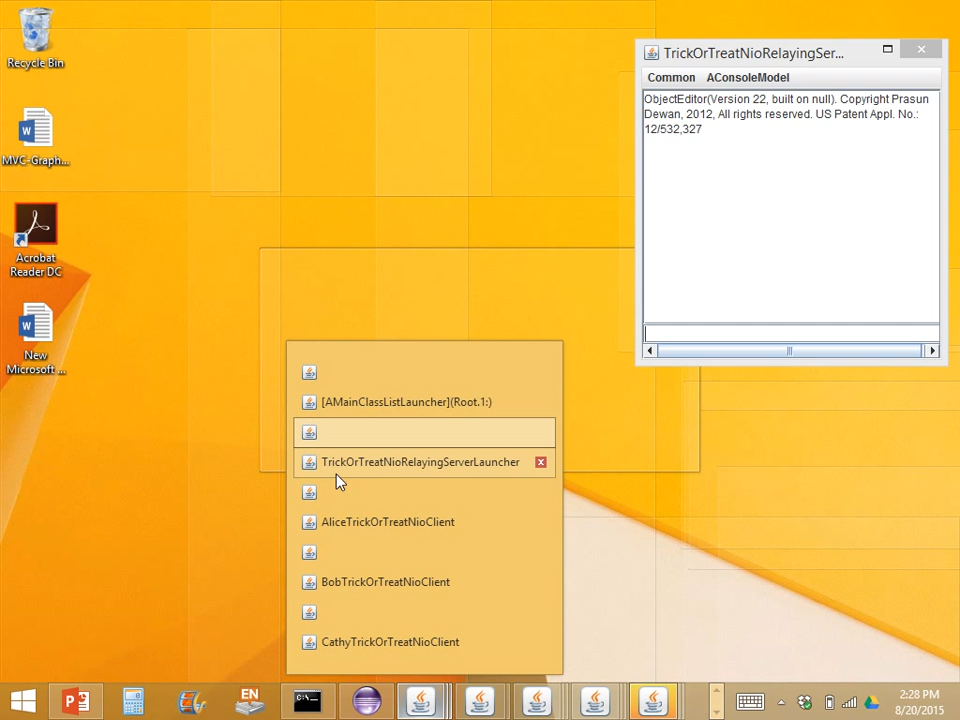 Recycle Bin
MVC-Graph...
Acrobat
Reader DC
New
Microsoft ...
TrickOrTreatNioRelayingSer...
Common AConsoleModel
ObjectEditor(Version 22, built on null). Copyright Prasun
Dewan, 2012, All rights reserved. US Patent Appl. No.:
12/532,327
[AMainClassListLauncher](Root.1:)
TrickOrTreatNioRelayingServerLauncher
AliceTrickOrTreatNioClient
BobTrickOrTreatNioClient
CathyTrickOrTreatNioClient
EN
2:28 PM
8/20/2015